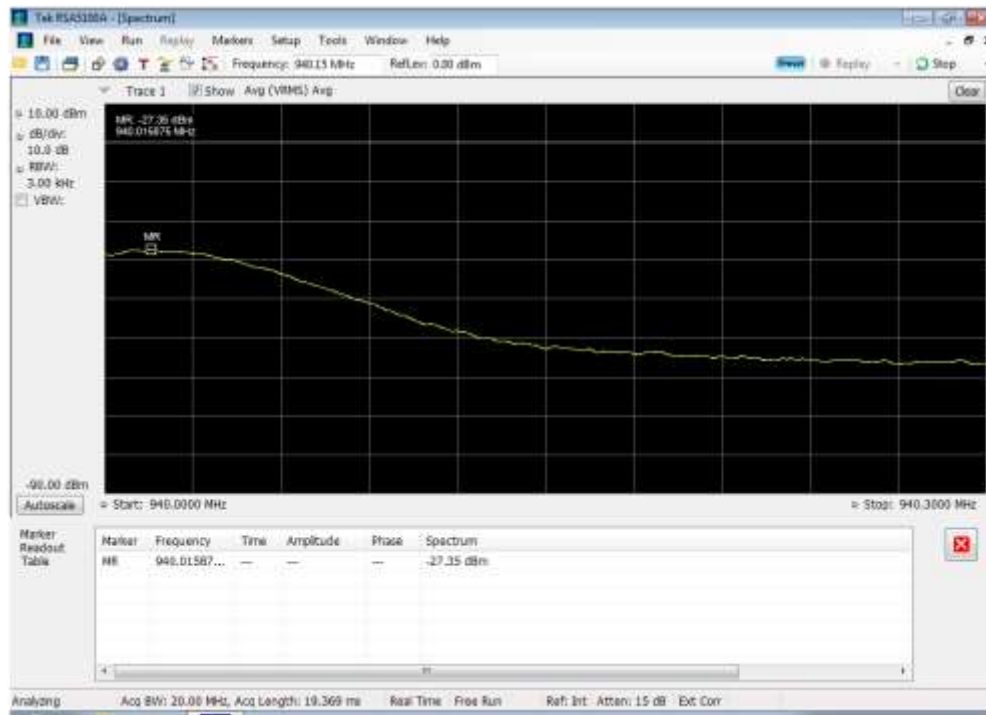 Tek RSA5100A - [Spectrum]
File View Run Replay Markers Setup Tools Window Help
Frequency: 940.15 MHz RefLev: 0.00 dBm Preset Replay Stop
Trace 1 Show Avg (VRMS) Avg Clear
10.00 dBm
dB/div:
10.0 dB
RBW:
3.00 kHz
VBW:
MR: -27.35 dBm
940.015875 MHz
MR
-90.00 dBm
Autoscale Start: 940.0000 MHz Stop: 940.3000 MHz
Marker
Readout
Table
Marker Frequency Time Amplitude Phase Spectrum
MR 940.01587... --- --- --- -27.35 dBm
Analyzing Acq BW: 20.00 MHz, Acq Length: 19.369 ms Real Time Free Run Ref: Int Atten: 15 dB Ext Corr